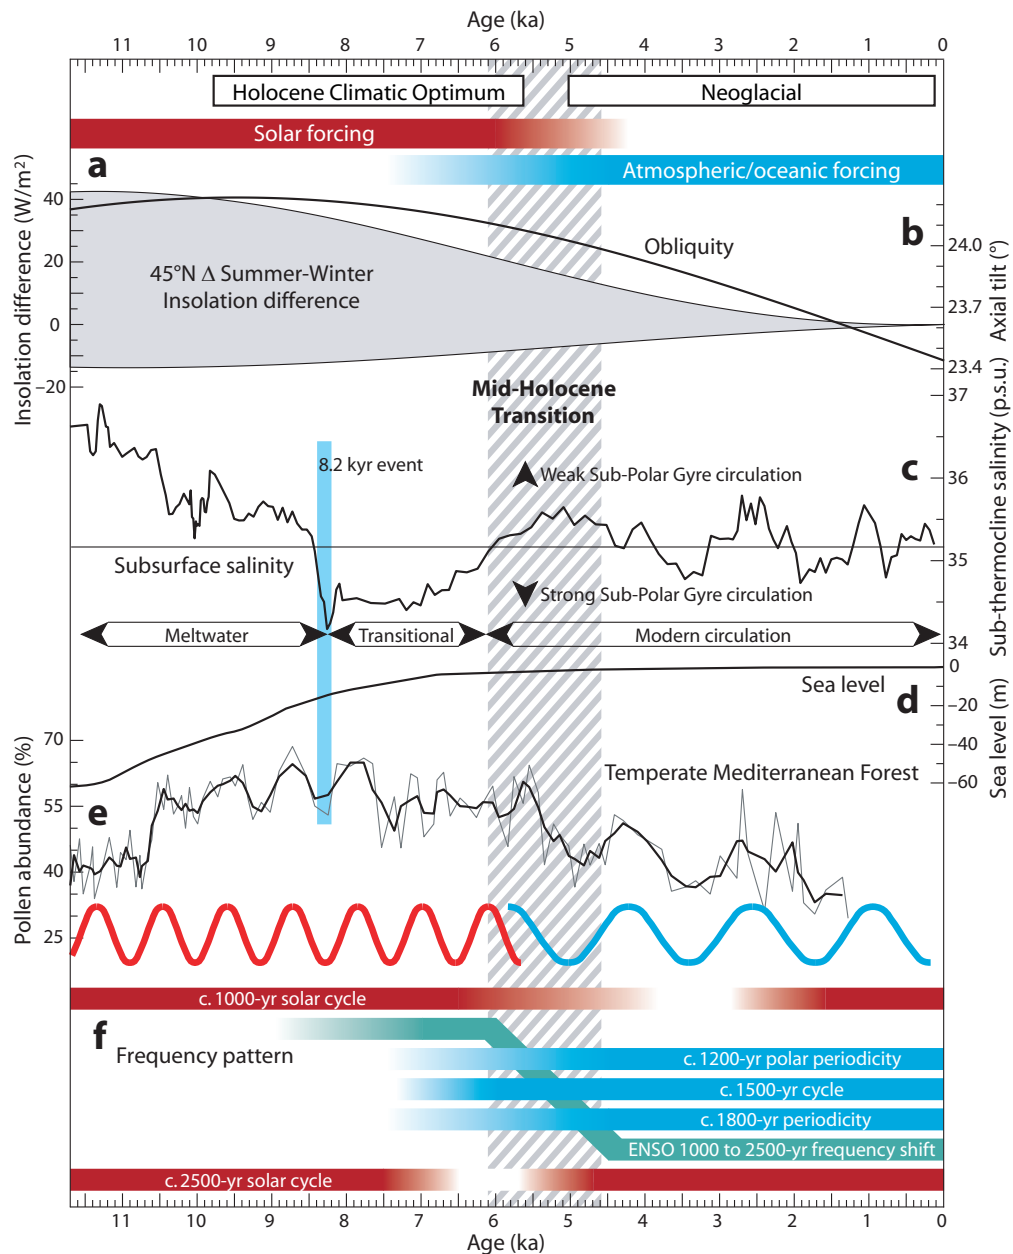 Age (ka)
11 10 9 8 7 6 5 4 3 2 1 0
Holocene Climatic Optimum
Neoglacial
Solar forcing
Atmospheric/oceanic forcing
a
Insolation difference (W/m²)
40
20
0
−20
45°N Δ Summer-Winter
Insolation difference
b
Obliquity
Axial tilt (°)
24.0
23.7
23.4
Mid-Holocene
Transition
8.2 kyr event
Weak Sub-Polar Gyre circulation
c
Sub-thermocline salinity (p.s.u.)
37
36
35
34
Subsurface salinity
Strong Sub-Polar Gyre circulation
Meltwater
Transitional
Modern circulation
Sea level
d
Sea level (m)
0
−20
−40
−60
Pollen abundance (%)
70
55
40
25
Temperate Mediterranean Forest
e
c. 1000-yr solar cycle
f
Frequency pattern
c. 1200-yr polar periodicity
c. 1500-yr cycle
c. 1800-yr periodicity
ENSO 1000 to 2500-yr frequency shift
c. 2500-yr solar cycle
11 10 9 8 7 6 5 4 3 2 1 0
Age (ka)